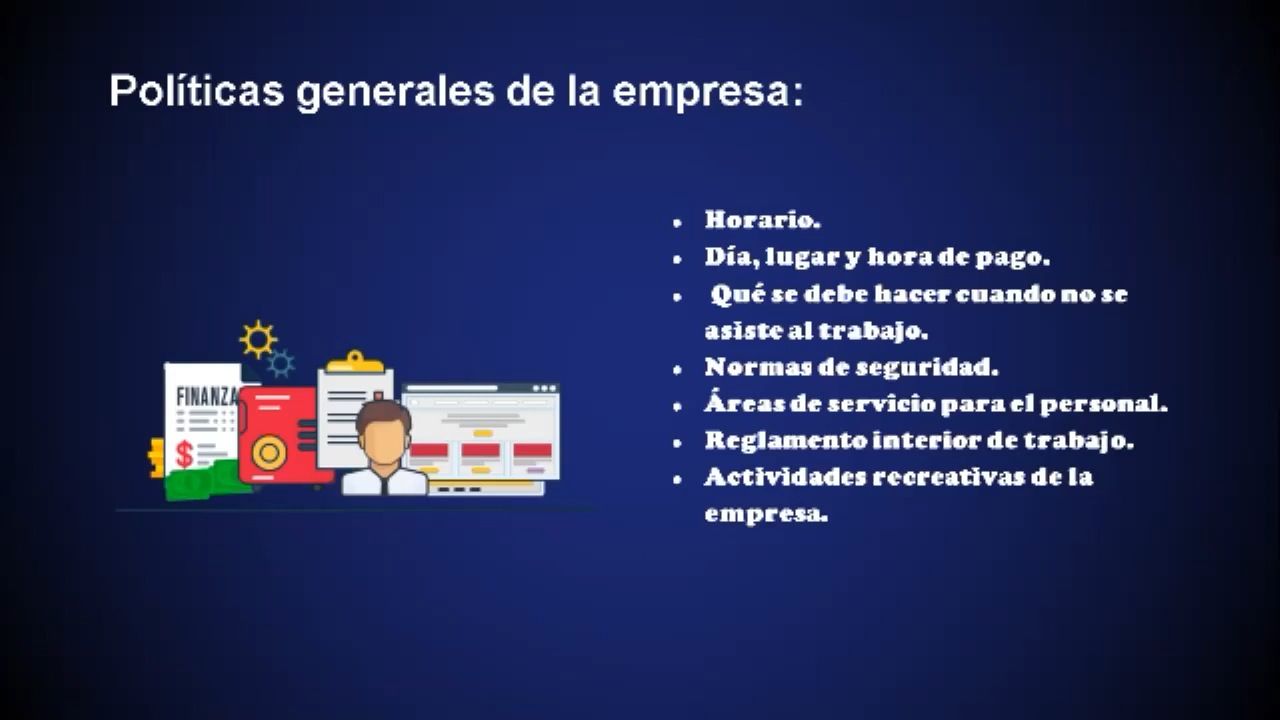 Políticas generales de la empresa:
• Horario.
• Día, lugar y hora de pago.
• Qué se debe hacer cuando no se
asiste al trabajo.
• Normas de seguridad.
• Áreas de servicio para el personal.
• Reglamento interior de trabajo.
• Actividades recreativas de la
empresa.
FINANZA
$